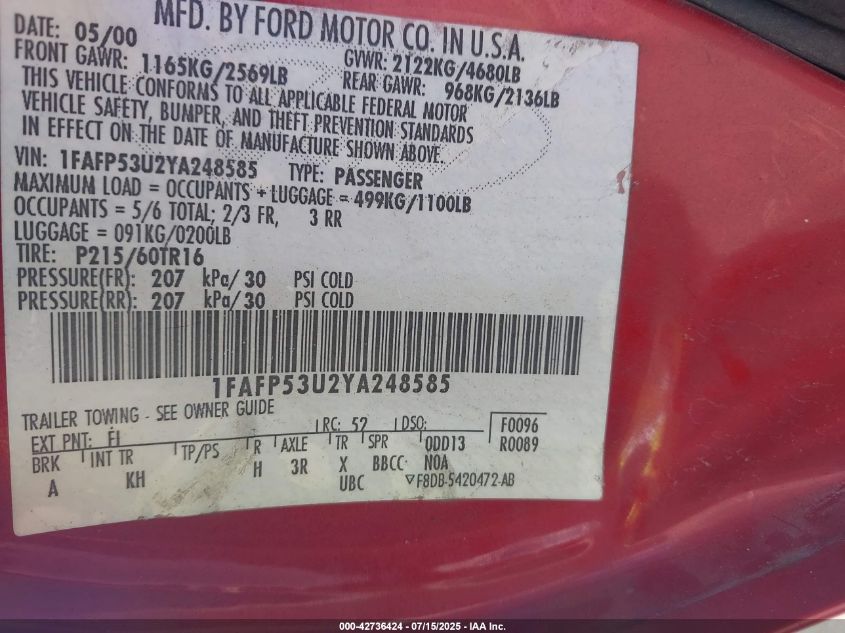 MFD. BY FORD MOTOR CO. IN U.S.A.
DATE: 05/00 GVWR: 2122KG/4680LB
FRONT GAWR: 1165KG/2569LB REAR GAWR: 968KG/2136LB
THIS VEHICLE CONFORMS TO ALL APPLICABLE FEDERAL MOTOR
VEHICLE SAFETY, BUMPER, AND THEFT PREVENTION STANDARDS
IN EFFECT ON THE DATE OF MANUFACTURE SHOWN ABOVE.
VIN: 1FAFP53U2YA248585 TYPE: PASSENGER
MAXIMUM LOAD = OCCUPANTS + LUGGAGE = 499KG/1100LB
OCCUPANTS = 5/6 TOTAL; 2/3 FR, 3 RR
LUGGAGE = 091KG/0200LB
TIRE: P215/60TR16
PRESSURE(FR): 207 kPa/30 PSI COLD
PRESSURE(RR): 207 kPa/30 PSI COLD
1FAFP53U2YA248585
TRAILER TOWING - SEE OWNER GUIDE
EXT PNT: FI RC: 52 DSO: F0096
BRK INT TR TP/PS R AXLE TR SPR ODD13 R0089
A KH H 3R X BBCC NOA
UBC F8DB-5420472-AB
000-42736424 - 07/15/2025 - IAA Inc.